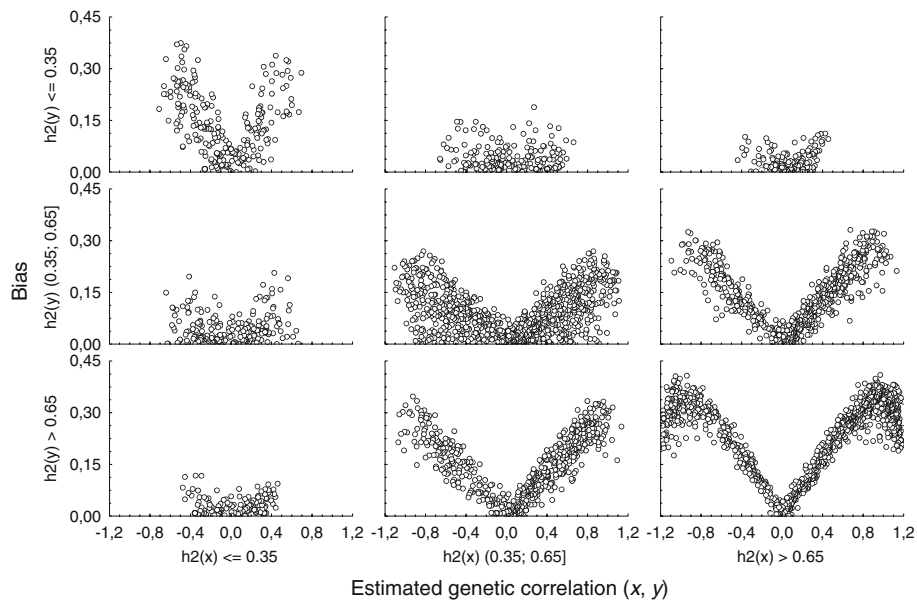 0,45
0,30
0,15
0,00
h2(y) <= 0.35
0,45
0,30
0,15
0,00
h2(y) (0.35; 0.65]
0,45
0,30
0,15
0,00
h2(y) > 0.65
Bias
-1,2 -0,8 -0,4 0,0 0,4 0,8 1,2
-0,8 -0,4 0,0 0,4 0,8 1,2
-0,8 -0,4 0,0 0,4 0,8 1,2
h2(x) <= 0.35
h2(x) (0.35; 0.65]
h2(x) > 0.65
Estimated genetic correlation (x, y)